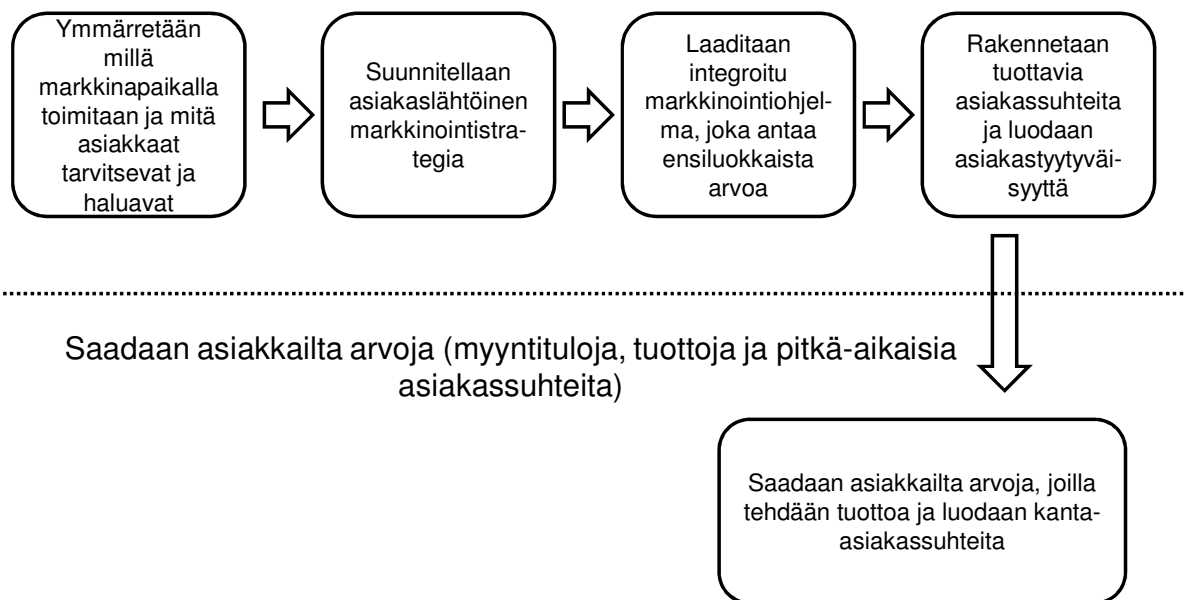 Ymmärretään
millä
markkinapaikalla
toimitaan ja mitä
asiakkaat
tarvitsevat ja
haluavat
Suunnitellaan
asiakaslähtöinen
markkinointistra-
tegia
Laaditaan
integroitu
markkinointiohjel-
ma, joka antaa
ensiluokkaista
arvoa
Rakennetaan
tuottavia
asiakassuhteita
ja luodaan
asiakastyytyväi-
syyttä
Saadaan asiakkailta arvoja (myyntituloja, tuottoja ja pitkä-aikaisia
asiakassuhteita)
Saadaan asiakkailta arvoja, joilla
tehdään tuottoa ja luodaan kanta-
asiakassuhteita